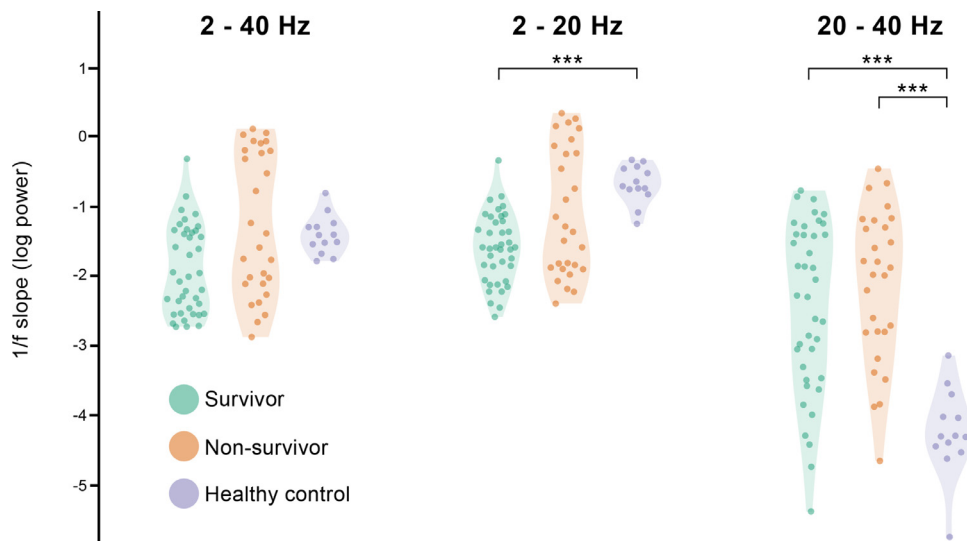 2 - 40 Hz
2 - 20 Hz
20 - 40 Hz
***
***
***
1
0
-1
-2
-3
-4
-5
1/f slope (log power)
Survivor
Non-survivor
Healthy control